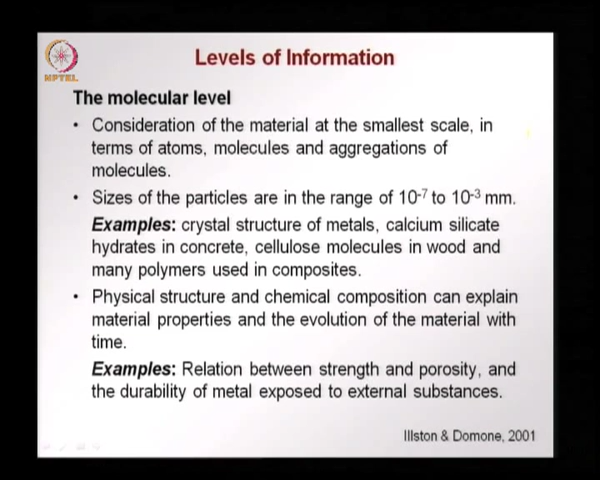 Levels of Information
NPTEL
The molecular level
• Consideration of the material at the smallest scale, in
terms of atoms, molecules and aggregations of
molecules.
• Sizes of the particles are in the range of 10⁻⁷ to 10⁻³ mm.
Examples: crystal structure of metals, calcium silicate
hydrates in concrete, cellulose molecules in wood and
many polymers used in composites.
• Physical structure and chemical composition can explain
material properties and the evolution of the material with
time.
Examples: Relation between strength and porosity, and
the durability of metal exposed to external substances.
Illston & Domone, 2001